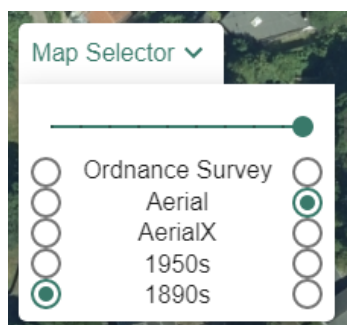 Map Selector
Ordnance Survey
Aerial
AerialX
1950s
1890s